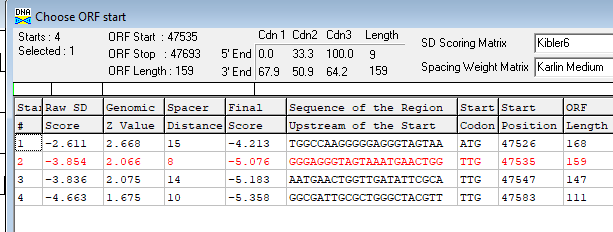 DNA Choose ORF start
Starts : 4 ORF Start : 47535 Cdn 1 Cdn2 Cdn3 Length SD Scoring Matrix Kibler6
Selected : 1 ORF Stop : 47693 5' End 0.0 33.3 100.0 9
ORF Length : 159 3' End 67.9 50.9 64.2 159 Spacing Weight Matrix Karlin Medium
Star Raw SD Genomic Spacer Final Sequence of the Region Start Start ORF
# Score Z Value Distance Score Upstream of the Start Codon Position Length
1 -2.611 2.668 15 -4.213 TGGCCAAGGGGGAGGGTAGTAA ATG 47526 168
2 -3.854 2.066 8 -5.076 GGGAGGGTAGTAAATGAACTGG TTG 47535 159
3 -3.836 2.075 14 -5.183 AATGAACTGGTTGATATTCGCA TTG 47547 147
4 -4.663 1.675 10 -5.358 GGCGATTGCGCTGGGCTACGTT TTG 47583 111